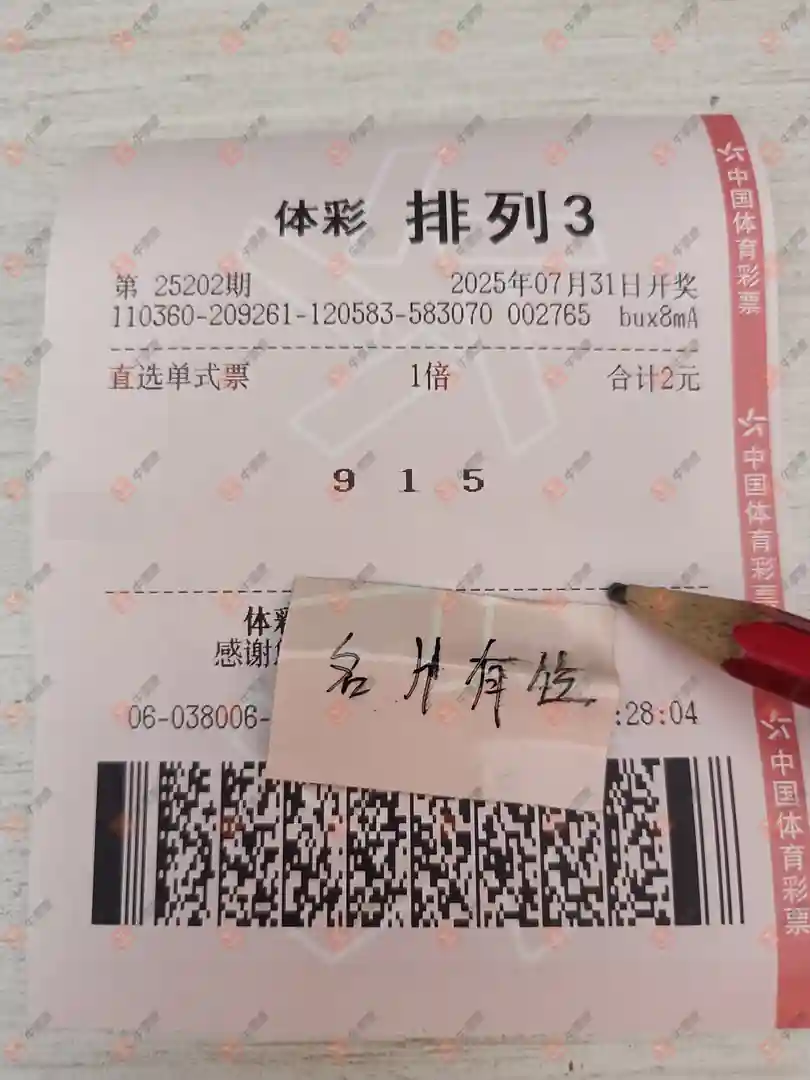 体彩 排列3
第 25202期 2025年07月31日开奖
110360-209261-120583-583070 002765 bux8mA
直选单式票 1倍 合计2元
9 1 5
体彩
感谢
名片有
06-038006- :28:04
中国体育彩票
中国体育彩票
中国体育彩票